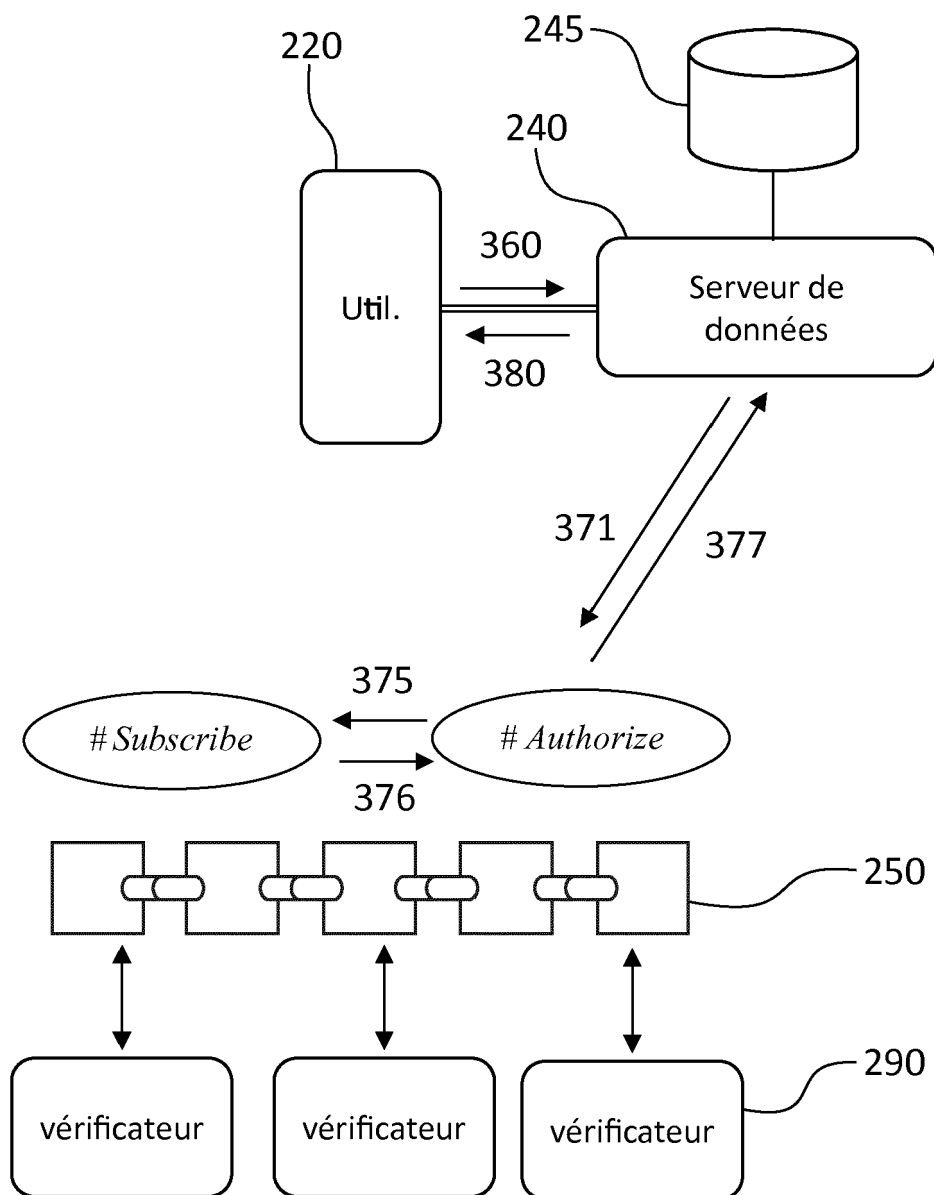 245
220
240
360
Util.
Serveur de
données
380
371
377
375
# Subscribe
# Authorize
376
250
290
vérificateur
vérificateur
vérificateur